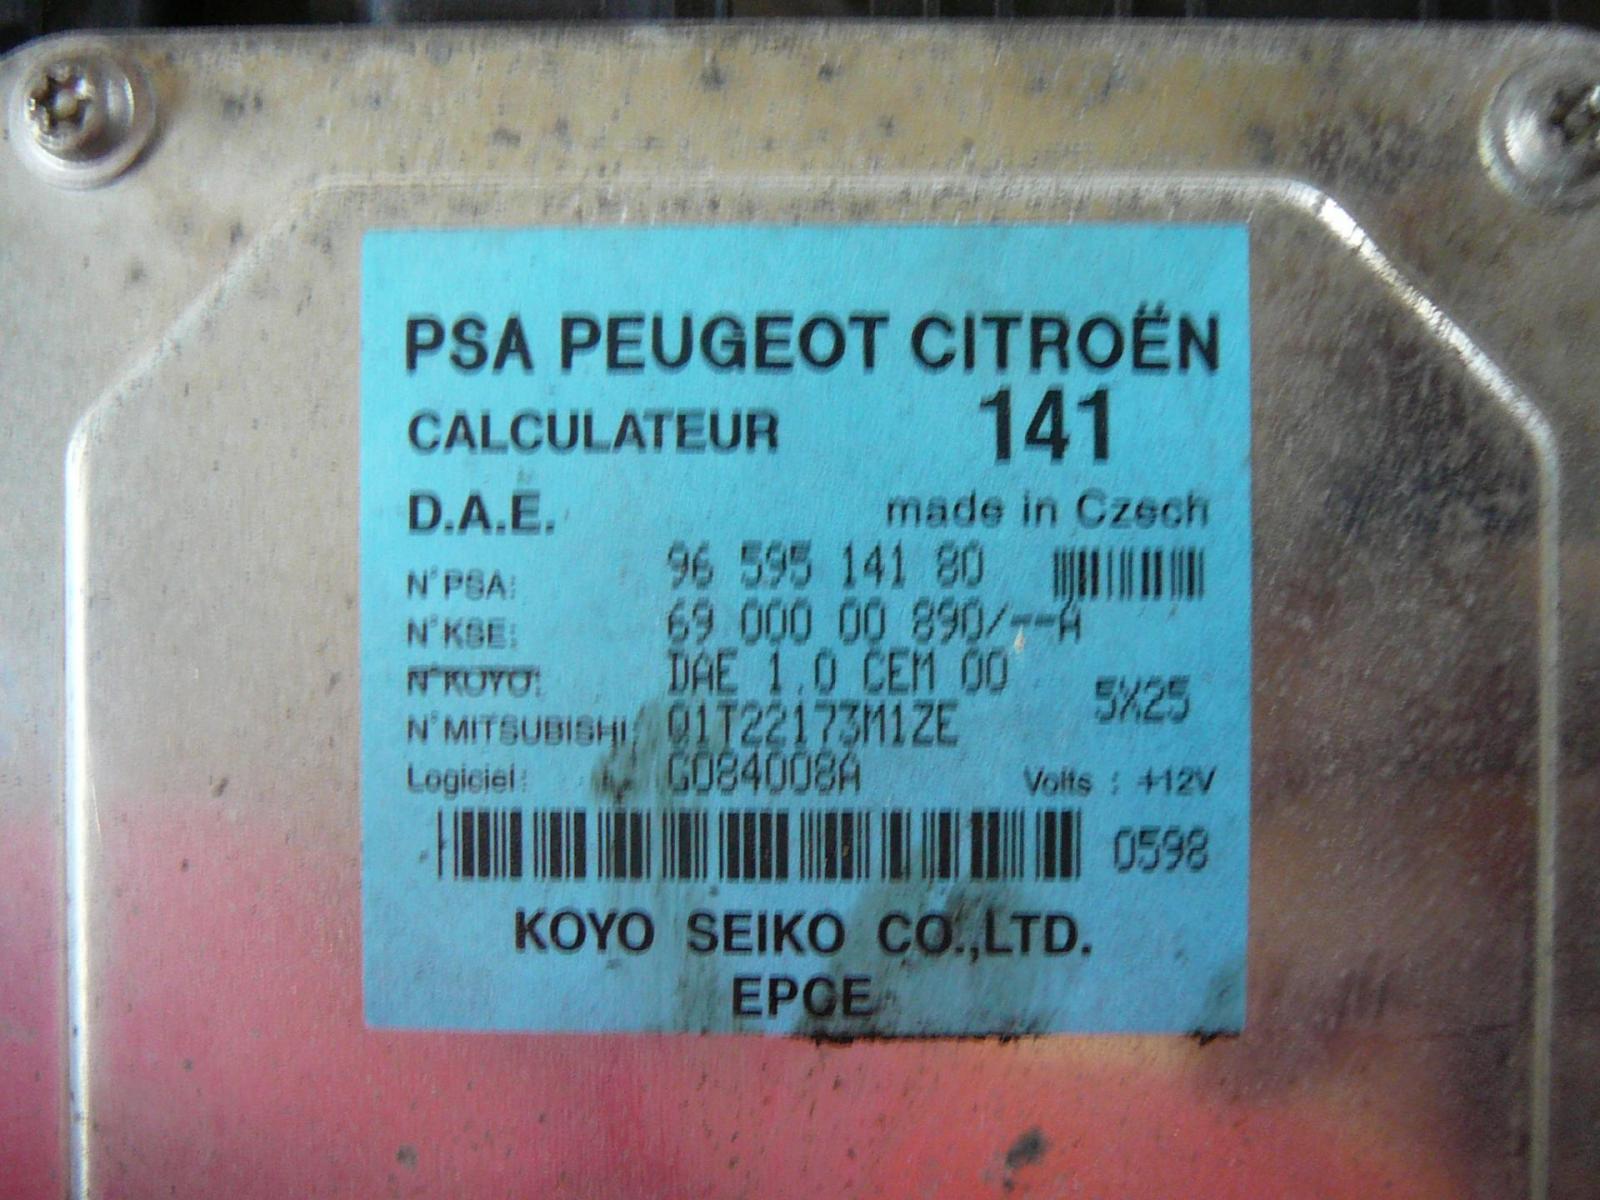 PSA PEUGEOT CITROËN
CALCULATEUR 141
D.A.E. made in Czech
N°PSA: 96 595 141 80
N°KSE: 69 000 00 890/--A
N°KOYO: DAE 1.0 CEM 00
5X25
N°MITSUBISHI: Q1T22173M1ZE
Logiciel: G084008A Volts : +12V
0598
KOYO SEIKO CO.,LTD.
EPCE